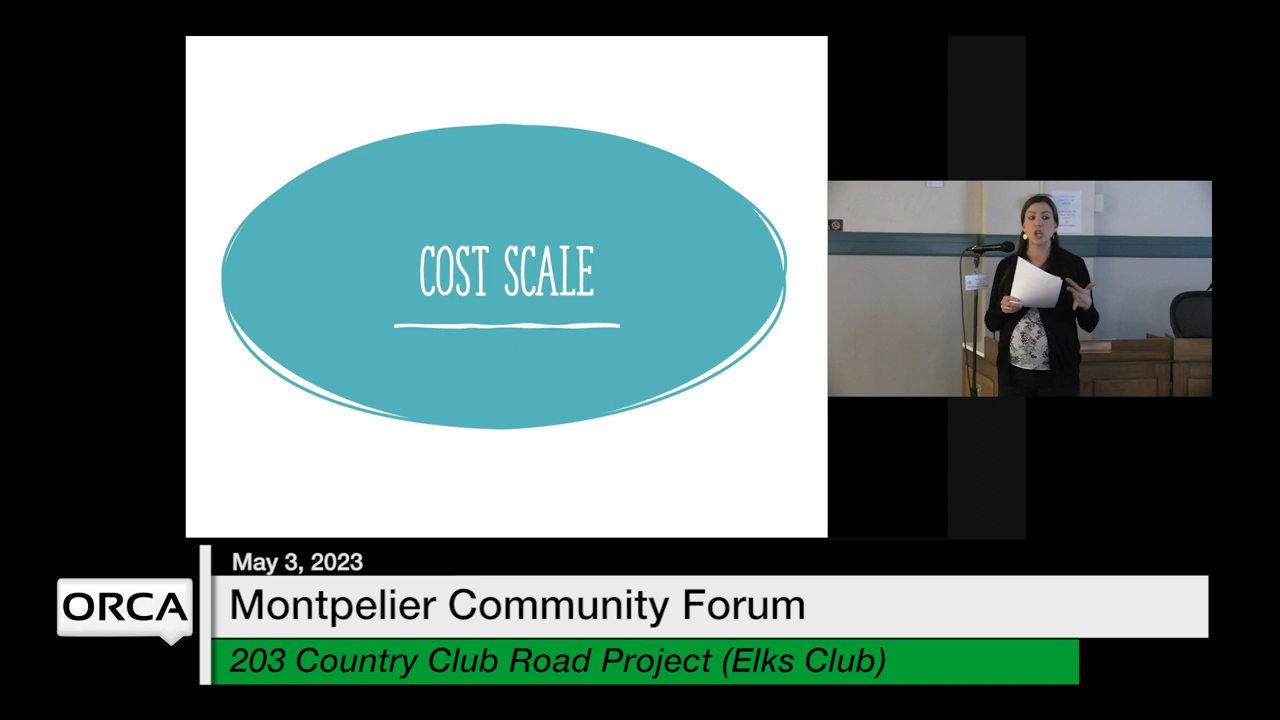 COST SCALE
May 3, 2023
ORCA
Montpelier Community Forum
203 Country Club Road Project (Elks Club)